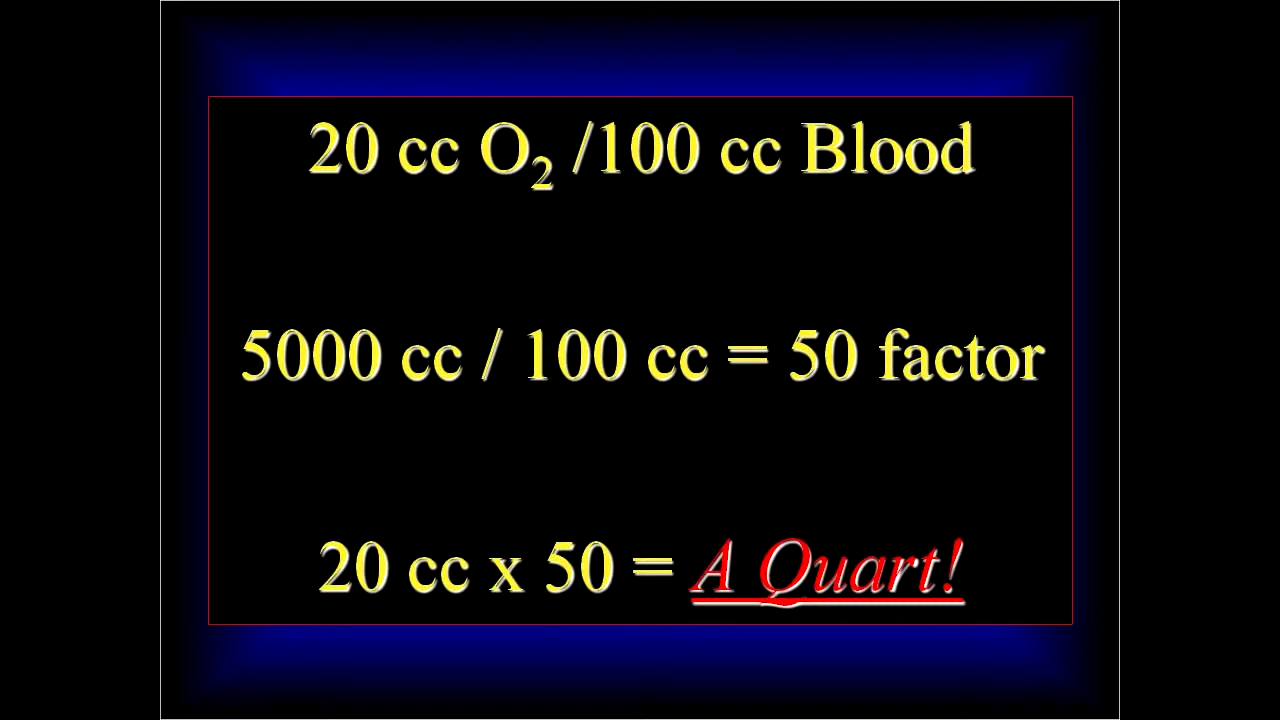 20 cc O₂ /100 cc Blood
5000 cc / 100 cc = 50 factor
20 cc x 50 = A Quart!